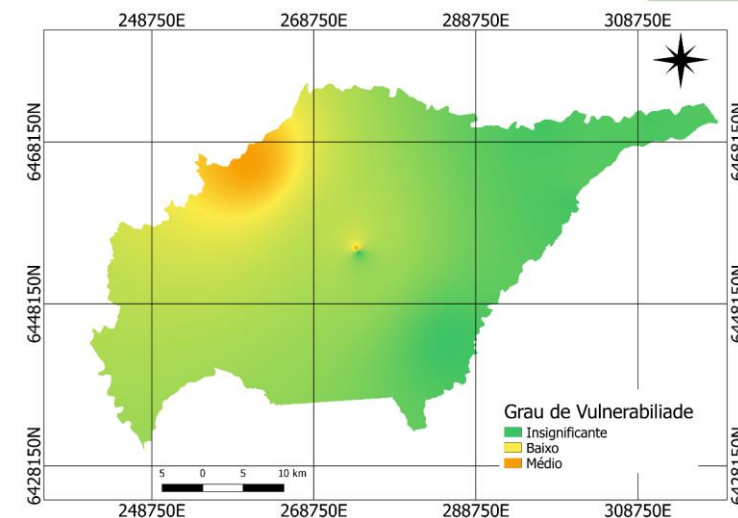 248750E 268750E 288750E 308750E
6468150N 6468150N
6448150N 6448150N
6428150N 6428150N
Grau de Vulnerabiliade
Insignificante
Baixo
Médio
5 0 5 10 km
248750E 268750E 288750E 308750E